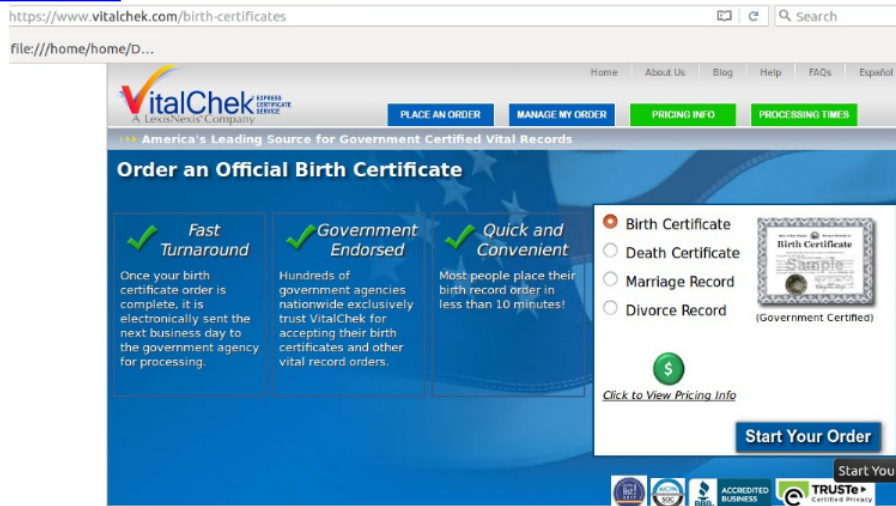 https://www.vitalchek.com/birth-certificates
Search
file:///home/home/D...
Home About Us Blog Help FAQs Español
VitalChek EXPRESS CERTIFICATE SERVICE
A LexisNexis Company
PLACE AN ORDER MANAGE MY ORDER PRICING INFO PROCESSING TIMES
America's Leading Source for Government Certified Vital Records
Order an Official Birth Certificate
Fast
Turnaround
Once your birth
certificate order is
complete, it is
electronically sent the
next business day to
the government agency
for processing.
Government
Endorsed
Hundreds of
government agencies
nationwide exclusively
trust VitalChek for
accepting their birth
certificates and other
vital record orders.
Quick and
Convenient
Most people place their
birth record order in
less than 10 minutes!
Birth Certificate
Death Certificate
Marriage Record
Divorce Record
Birth Certificate
Sample
(Government Certified)
$
Click to View Pricing Info
Start Your Order
Start You
AICPA
SOC
BBB
ACCREDITED
BUSINESS
TRUSTe
Certified Privacy